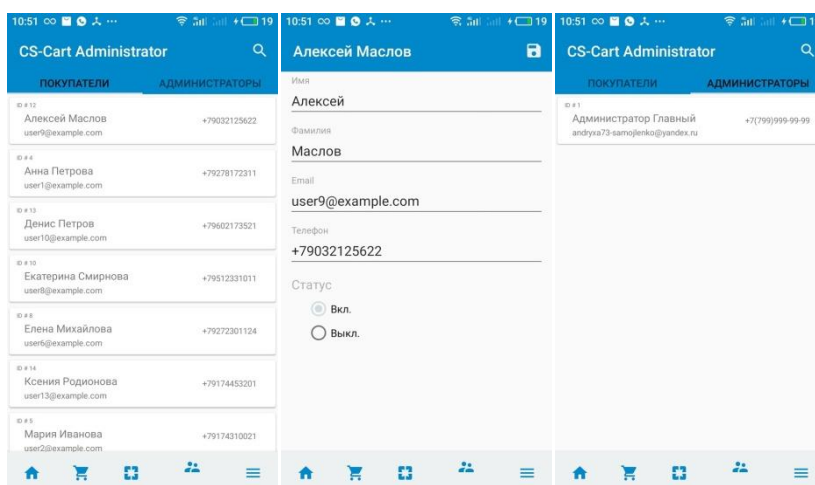 10:51
19
CS-Cart Administrator
ПОКУПАТЕЛИ АДМИНИСТРАТОРЫ
ID # 12
Алексей Маслов +79032125622
user9@example.com
ID # 4
Анна Петрова +79278172311
user1@example.com
ID # 13
Денис Петров +79602173521
user10@example.com
ID # 10
Екатерина Смирнова +79512331011
user8@example.com
ID # 8
Елена Михайлова +79272301124
user6@example.com
ID # 14
Ксения Родионова +79174453201
user13@example.com
ID # 5
Мария Иванова +79174310021
user2@example.com
10:51
19
Алексей Маслов
Имя
Алексей
Фамилия
Маслов
Email
user9@example.com
Телефон
+79032125622
Статус
Вкл.
Выкл.
10:51
1
CS-Cart Administrator
ПОКУПАТЕЛИ АДМИНИСТРАТОРЫ
ID # 1
Администратор Главный +7(799)999-99-99
andryxa73-samojlenko@yandex.ru